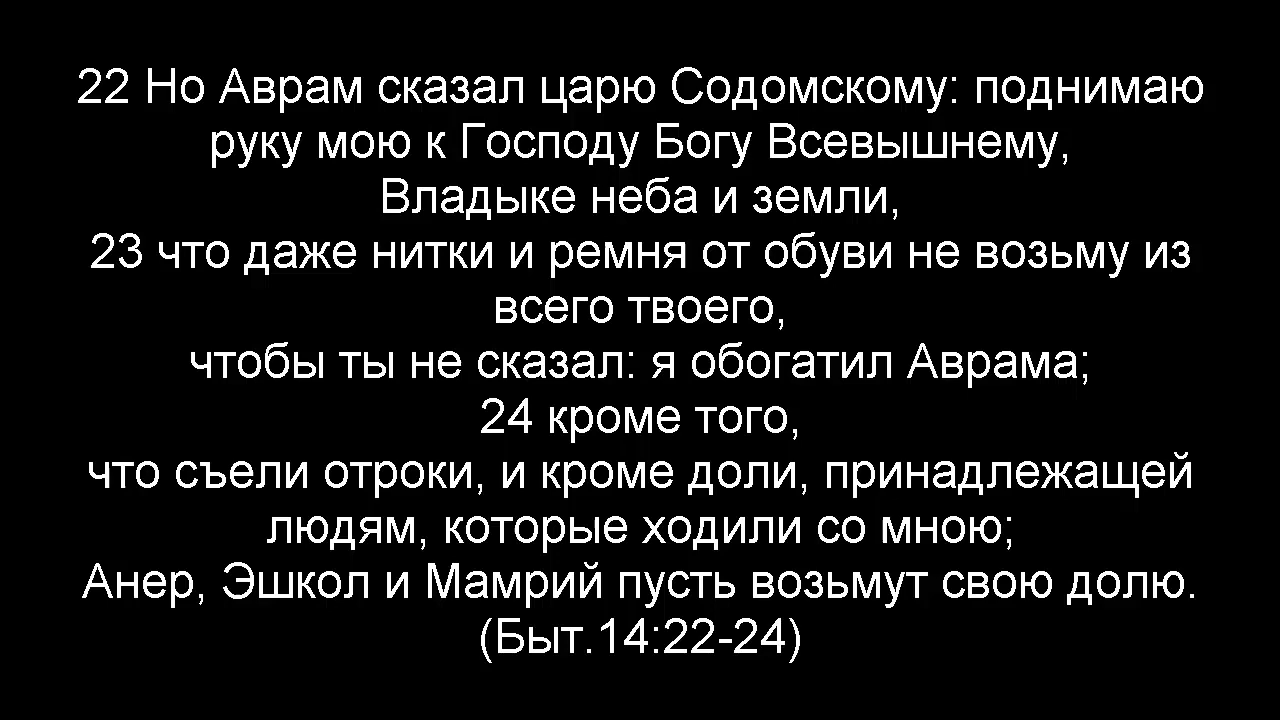 22 Но Аврам сказал царю Содомскому: поднимаю
руку мою к Господу Богу Всевышнему,
Владыке неба и земли,
23 что даже нитки и ремня от обуви не возьму из
всего твоего,
чтобы ты не сказал: я обогатил Аврама;
24 кроме того,
что съели отроки, и кроме доли, принадлежащей
людям, которые ходили со мною;
Анер, Эшкол и Мамрий пусть возьмут свою долю.
(Быт.14:22-24)